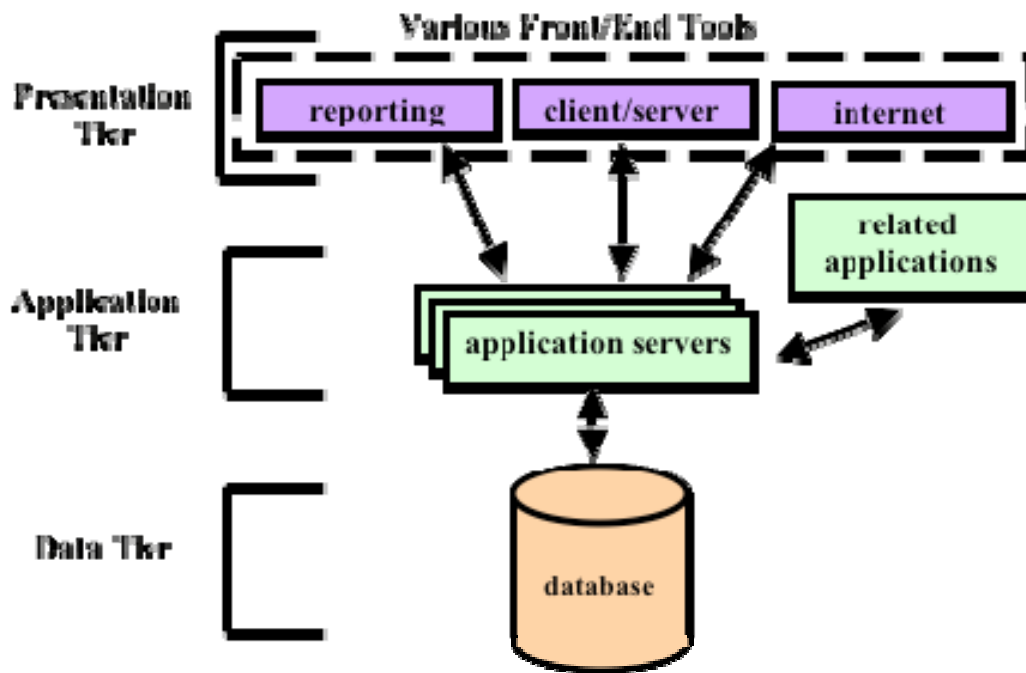 Various Front/End Tools
Presentation
Tier
reporting
client/server
internet
related
applications
Application
Tier
application servers
Data Tier
database